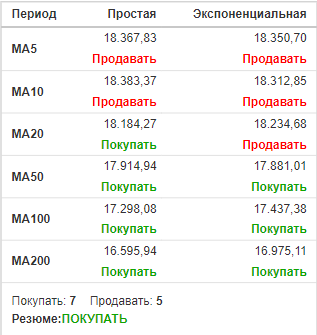 Период Простая Экспоненциальная
MA5 18.367,83 18.350,70
Продавать Продавать
MA10 18.383,37 18.312,85
Продавать Продавать
MA20 18.184,27 18.234,68
Покупать Продавать
MA50 17.914,94 17.881,01
Покупать Покупать
MA100 17.298,08 17.437,38
Покупать Покупать
MA200 16.595,94 16.975,11
Покупать Покупать
Покупать: 7 Продавать: 5
Резюме:ПОКУПАТЬ